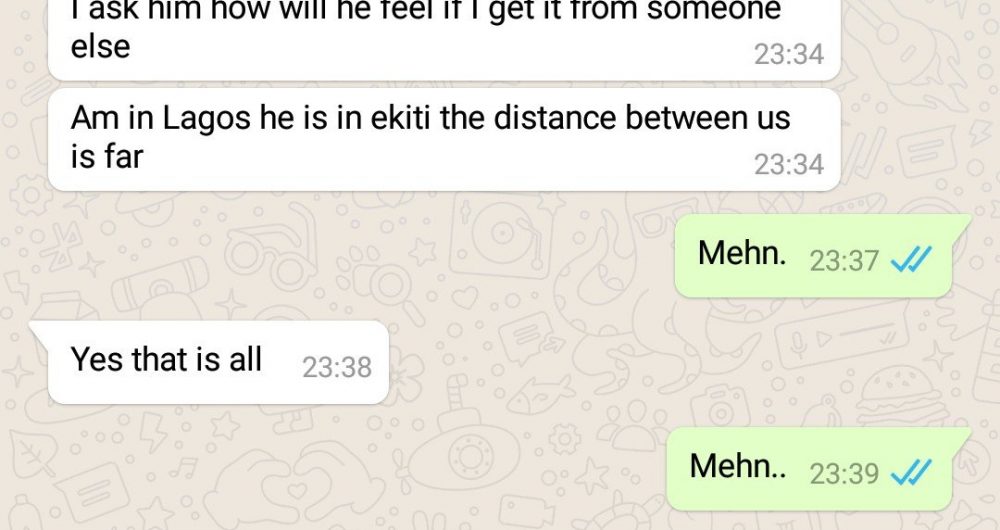 I ask him how will he feel if I get it from someone
else
23:34
Am in Lagos he is in ekiti the distance between us
is far
23:34
Mehn. 23:37
Yes that is all 23:38
Mehn.. 23:39